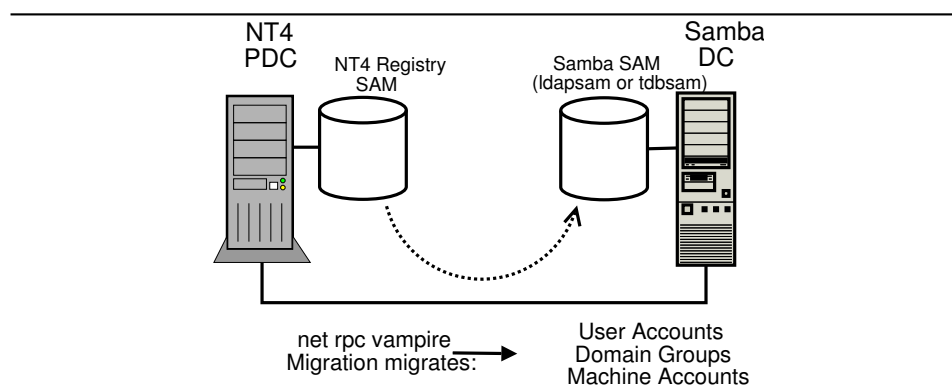 NT4
PDC
NT4 Registry
SAM
Samba SAM
(ldapsam or tdbsam)
Samba
DC
net rpc vampire
Migration migrates:
User Accounts
Domain Groups
Machine Accounts